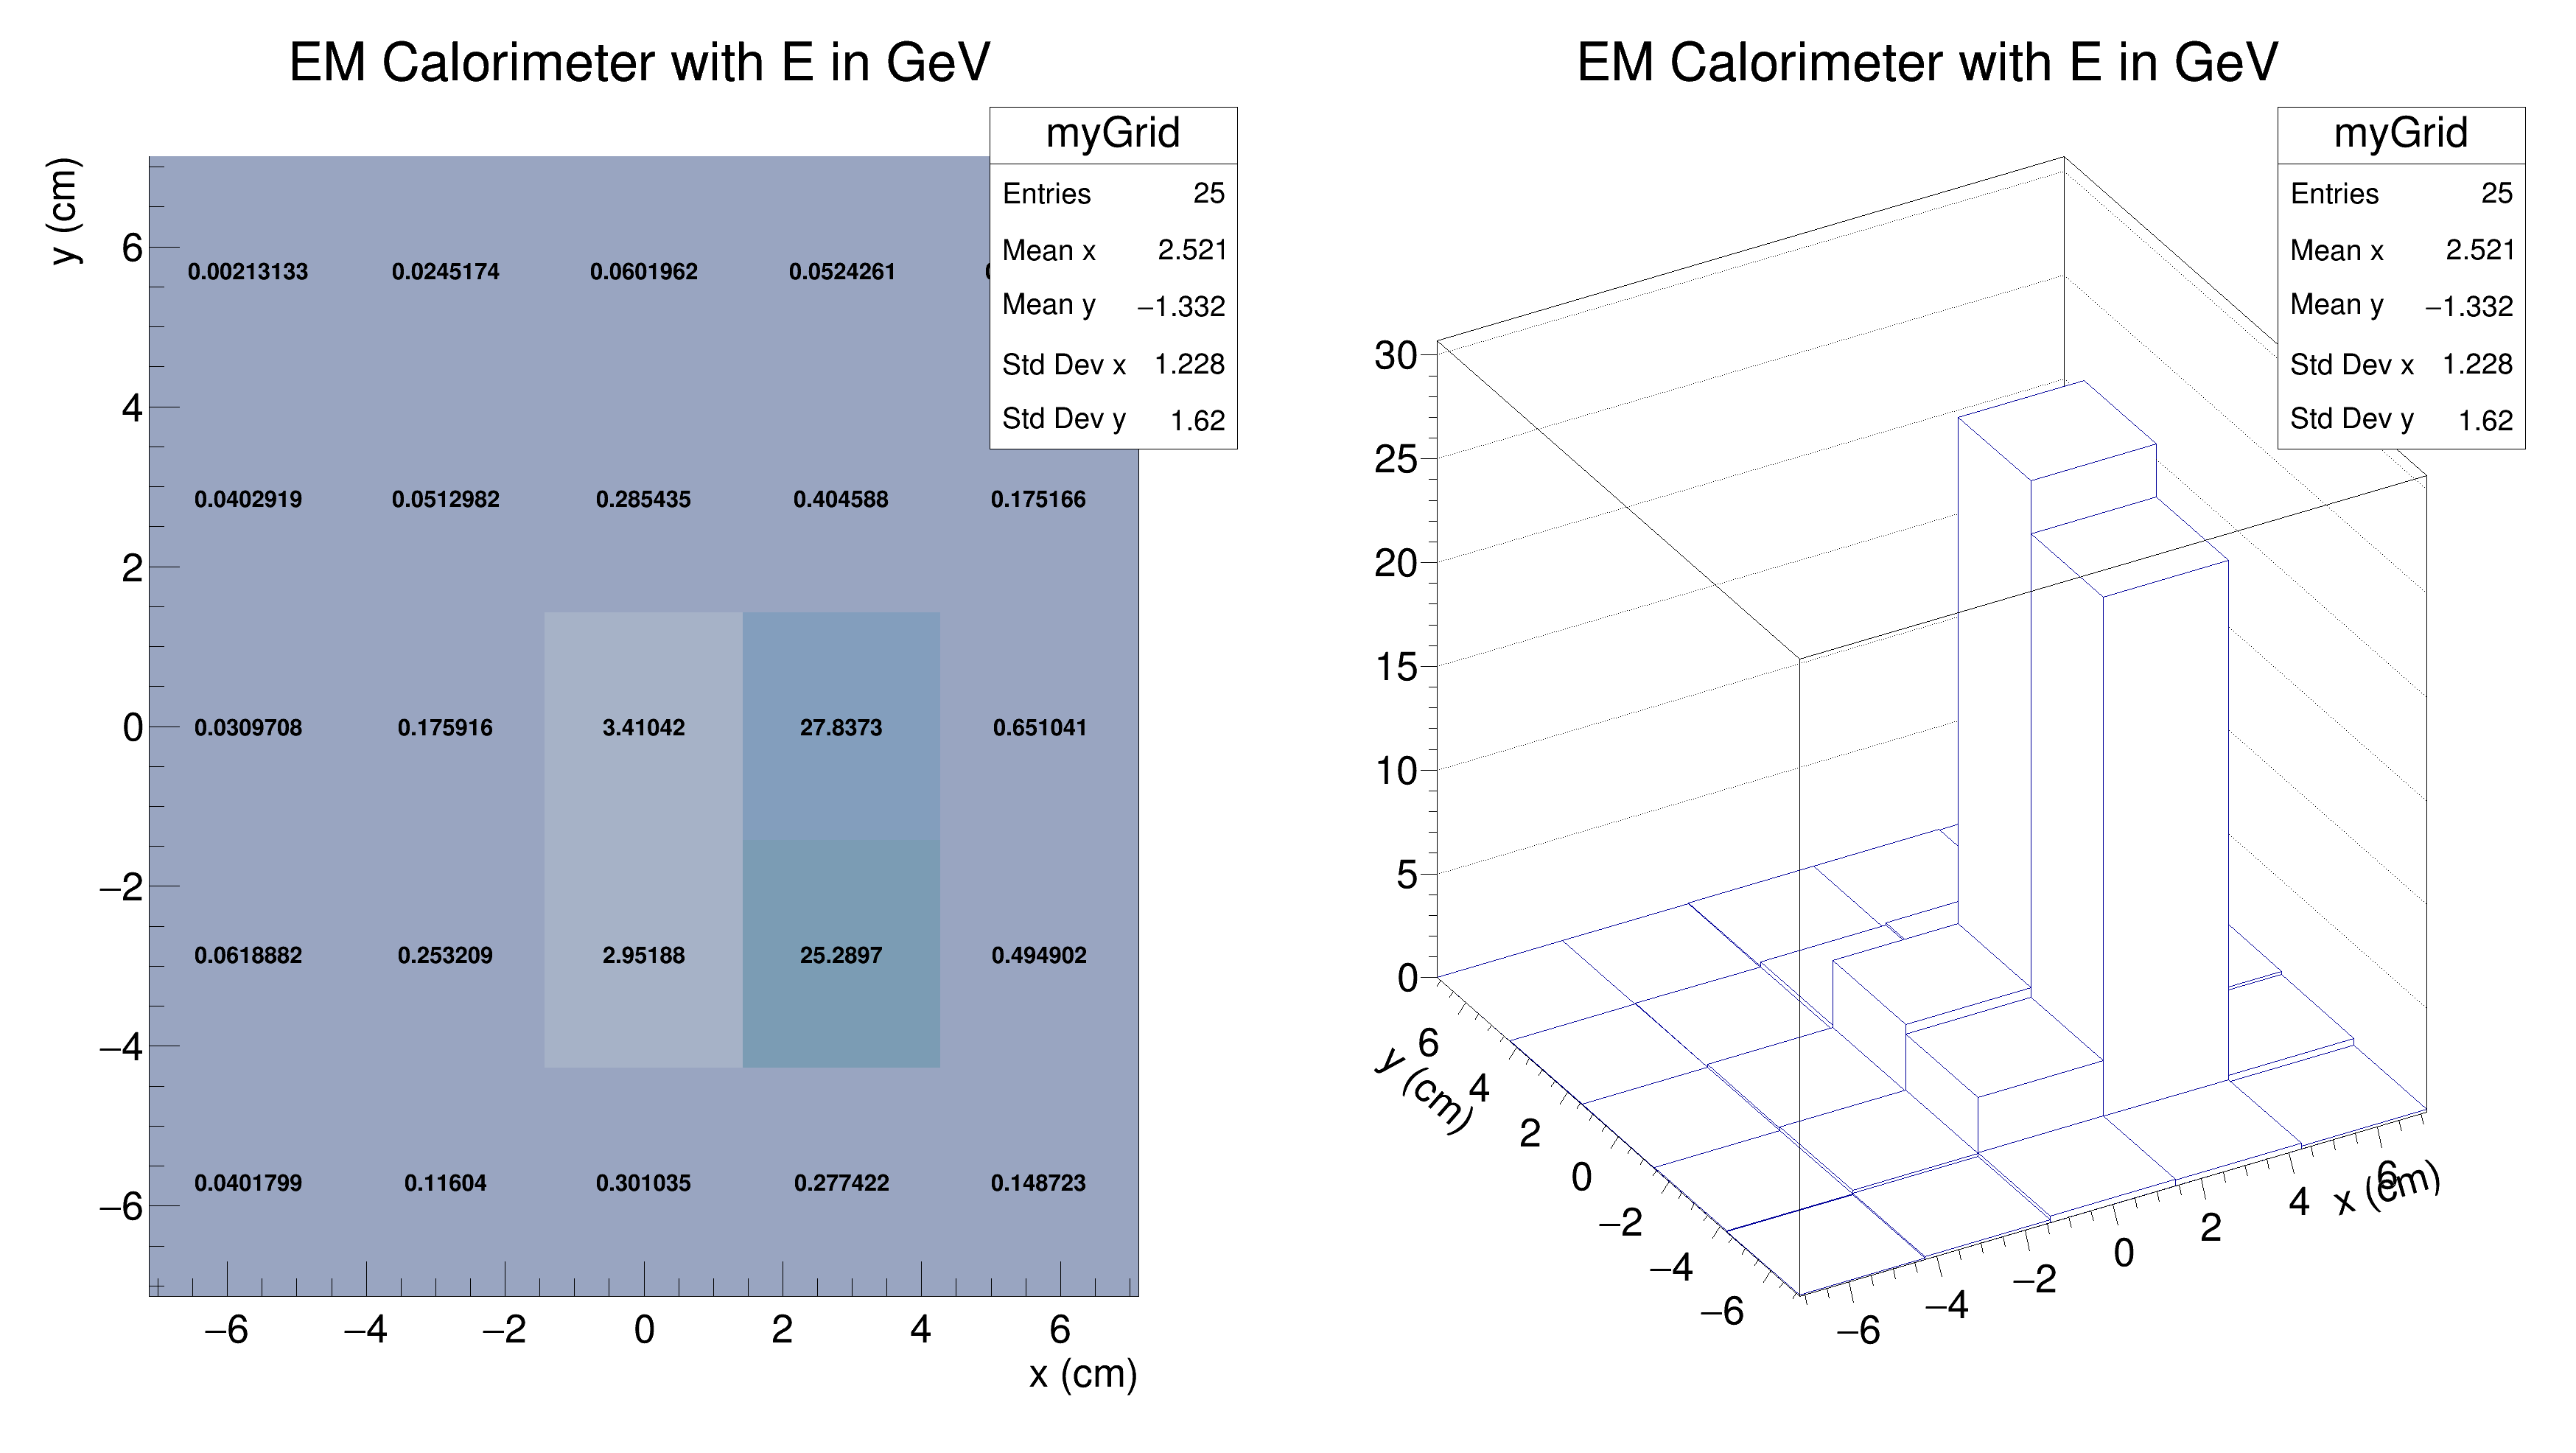 EM Calorimeter with E in GeV
myGrid
Entries 25
Mean x 2.521
Mean y −1.332
Std Dev x 1.228
Std Dev y 1.62
y (cm)
6
4
2
0
−2
−4
−6
0.00213133 0.0245174 0.0601962 0.0524261
0.0402919 0.0512982 0.285435 0.404588 0.175166
0.0309708 0.175916 3.41042 27.8373 0.651041
0.0618882 0.253209 2.95188 25.2897 0.494902
0.0401799 0.11604 0.301035 0.277422 0.148723
−6 −4 −2 0 2 4 6
x (cm)
EM Calorimeter with E in GeV
myGrid
Entries 25
Mean x 2.521
Mean y −1.332
Std Dev x 1.228
Std Dev y 1.62
30
25
20
15
10
5
0
6
4
2
0
−2
−4
−6
y (cm)
−6
−4
−2
0
2
4
6
x (cm)